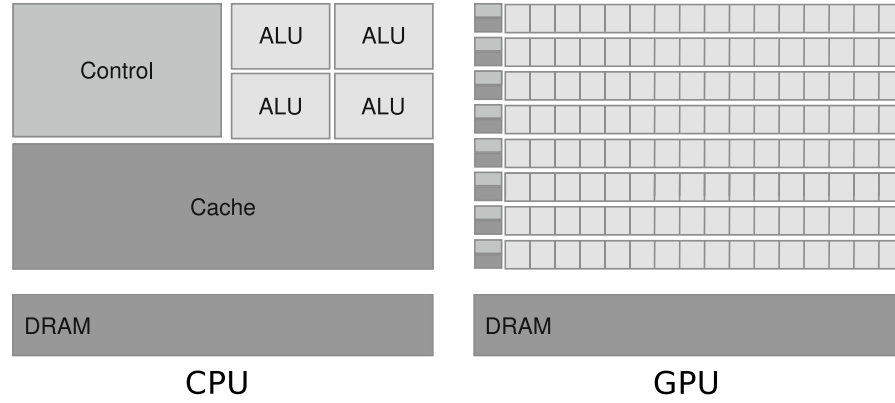 Control
ALU ALU
ALU ALU
Cache
DRAM
CPU
DRAM
GPU